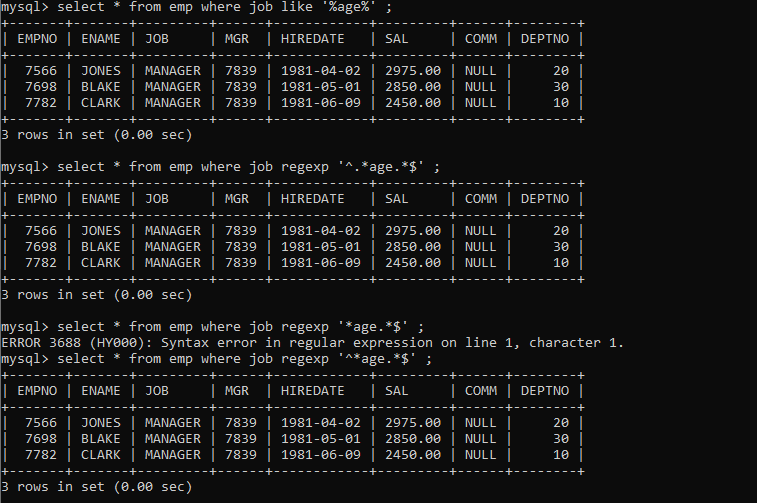 mysql> select * from emp where job like '%age%' ;
+-------+-------+---------+------+------------+---------+------+--------+
| EMPNO | ENAME | JOB     | MGR  | HIREDATE   | SAL     | COMM | DEPTNO |
+-------+-------+---------+------+------------+---------+------+--------+
|  7566 | JONES | MANAGER | 7839 | 1981-04-02 | 2975.00 | NULL |     20 |
|  7698 | BLAKE | MANAGER | 7839 | 1981-05-01 | 2850.00 | NULL |     30 |
|  7782 | CLARK | MANAGER | 7839 | 1981-06-09 | 2450.00 | NULL |     10 |
+-------+-------+---------+------+------------+---------+------+--------+
3 rows in set (0.00 sec)
mysql> select * from emp where job regexp '^.*age.*$' ;
+-------+-------+---------+------+------------+---------+------+--------+
| EMPNO | ENAME | JOB     | MGR  | HIREDATE   | SAL     | COMM | DEPTNO |
+-------+-------+---------+------+------------+---------+------+--------+
|  7566 | JONES | MANAGER | 7839 | 1981-04-02 | 2975.00 | NULL |     20 |
|  7698 | BLAKE | MANAGER | 7839 | 1981-05-01 | 2850.00 | NULL |     30 |
|  7782 | CLARK | MANAGER | 7839 | 1981-06-09 | 2450.00 | NULL |     10 |
+-------+-------+---------+------+------------+---------+------+--------+
3 rows in set (0.00 sec)
mysql> select * from emp where job regexp '*age.*$' ;
ERROR 3688 (HY000): Syntax error in regular expression on line 1, character 1.
mysql> select * from emp where job regexp '^*age.*$' ;
+-------+-------+---------+------+------------+---------+------+--------+
| EMPNO | ENAME | JOB     | MGR  | HIREDATE   | SAL     | COMM | DEPTNO |
+-------+-------+---------+------+------------+---------+------+--------+
|  7566 | JONES | MANAGER | 7839 | 1981-04-02 | 2975.00 | NULL |     20 |
|  7698 | BLAKE | MANAGER | 7839 | 1981-05-01 | 2850.00 | NULL |     30 |
|  7782 | CLARK | MANAGER | 7839 | 1981-06-09 | 2450.00 | NULL |     10 |
+-------+-------+---------+------+------------+---------+------+--------+
3 rows in set (0.00 sec)